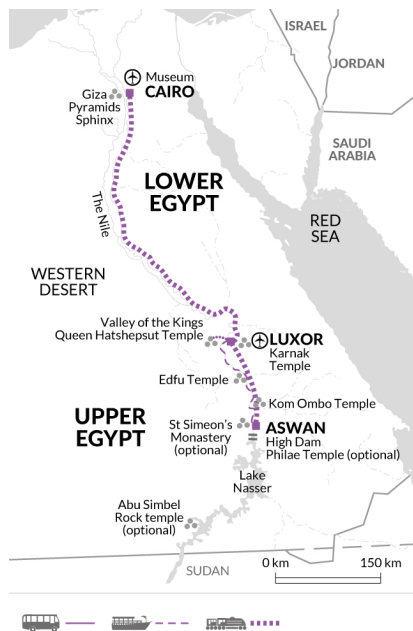 ISRAEL
JORDAN
Museum
CAIRO
Giza
Pyramids
Sphinx
SAUDI
ARABIA
LOWER
EGYPT
The Nile
RED
SEA
WESTERN
DESERT
Valley of the Kings
Queen Hatshepsut Temple
LUXOR
Karnak
Temple
Edfu Temple
Kom Ombo Temple
UPPER
EGYPT
St Simeon's
Monastery
(optional)
ASWAN
High Dam
Philae Temple (optional)
Lake
Nasser
Abu Simbel
Rock temple
(optional)
SUDAN
0 km
150 km